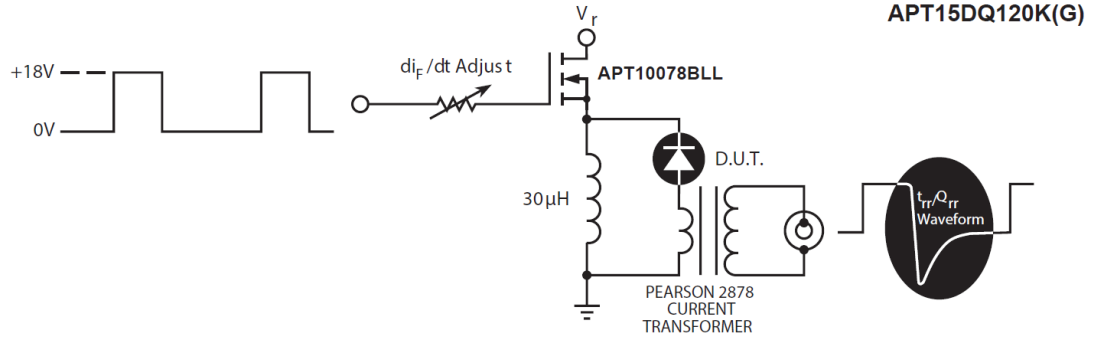 APT15DQ120K(G)
Vr
+18V
0V
diF/dt Adjust
APT10078BLL
D.U.T.
30μH
trr/Qrr
Waveform
PEARSON 2878
CURRENT
TRANSFORMER